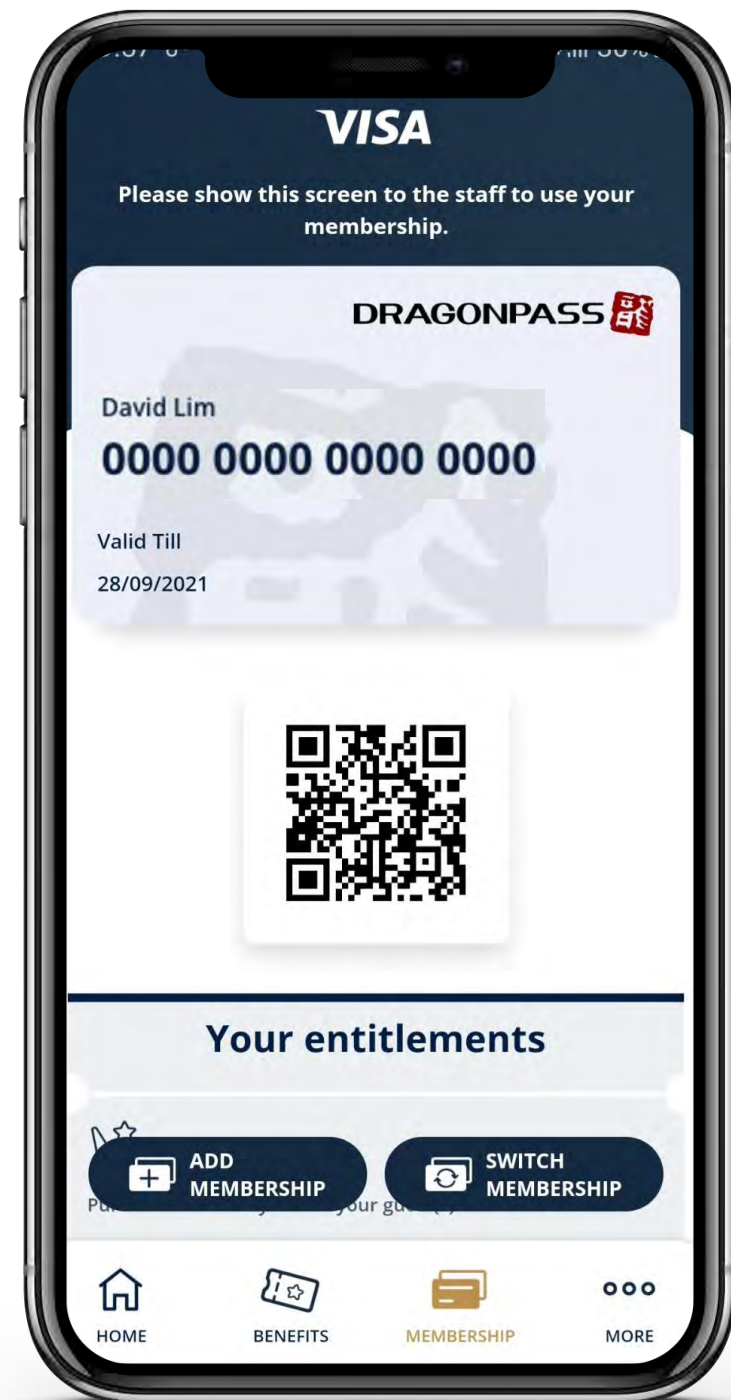 VISA
Please show this screen to the staff to use your
membership.
DRAGONPASS
David Lim
0000 0000 0000 0000
Valid Till
28/09/2021
Your entitlements
ADD
MEMBERSHIP
SWITCH
MEMBERSHIP
your
HOME
BENEFITS
MEMBERSHIP
MORE